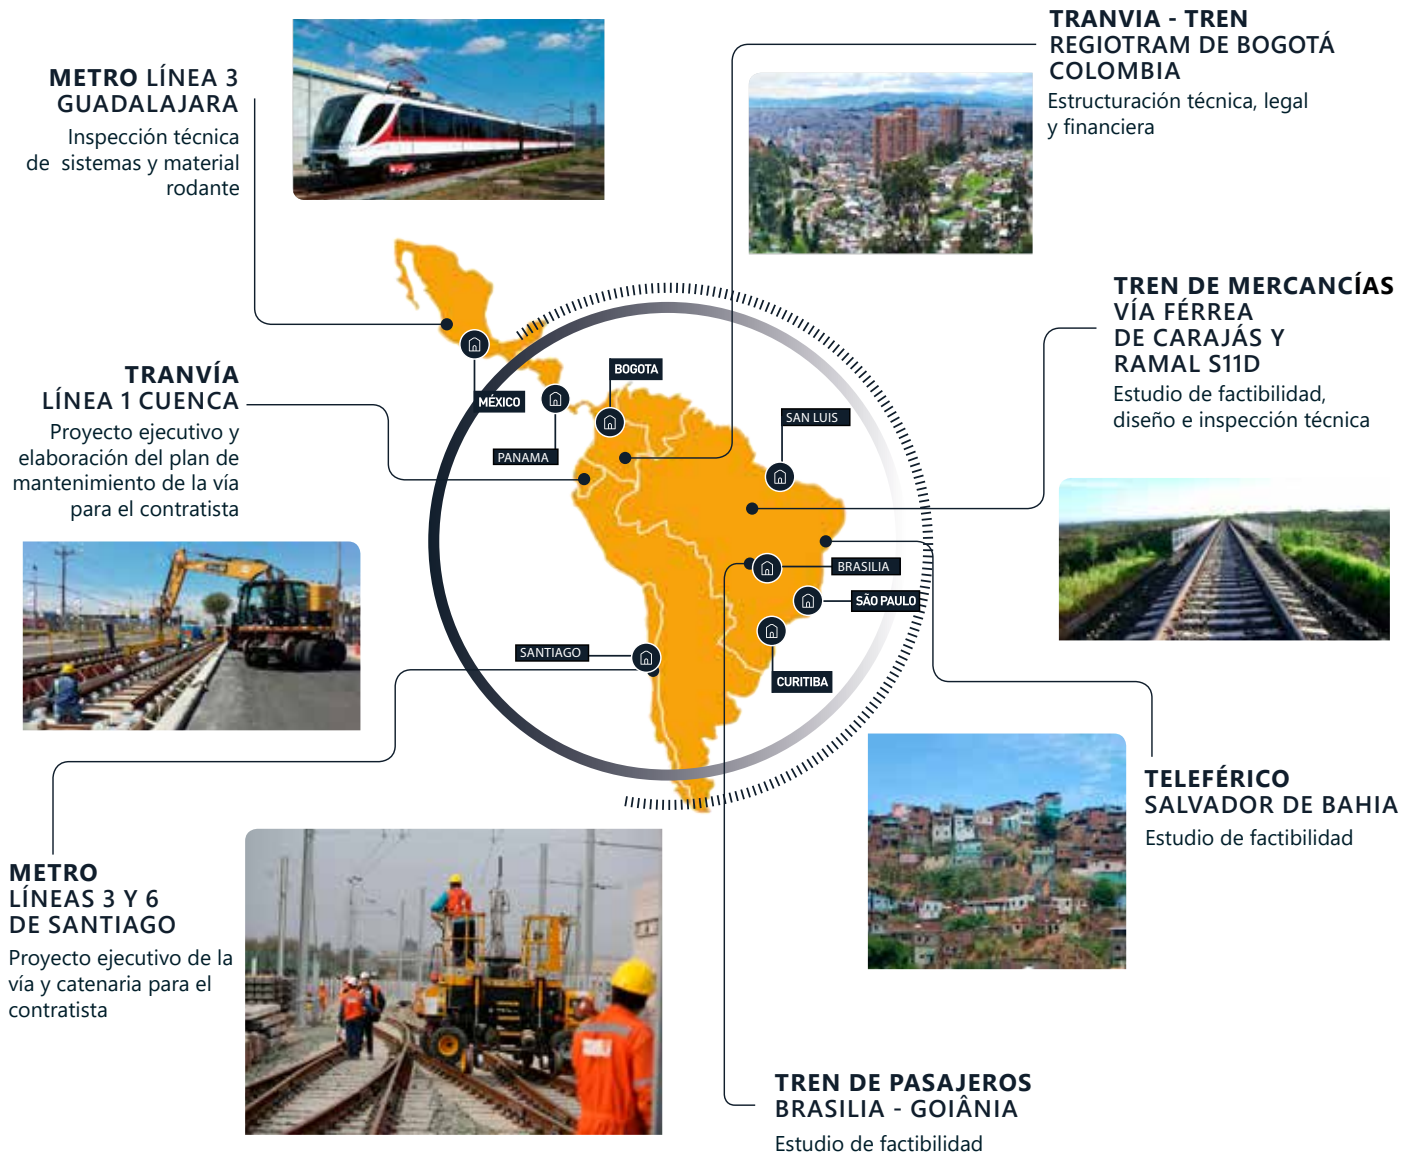 METRO LÍNEA 3
GUADALAJARA
Inspección técnica
de sistemas y material
rodante
TRANVIA - TREN
REGIOTRAM DE BOGOTÁ
COLOMBIA
Estructuración técnica, legal
y financiera
TREN DE MERCANCÍAS
VÍA FÉRREA
DE CARAJÁS Y
RAMAL S11D
Estudio de factibilidad,
diseño e inspección técnica
TRANVÍA
LÍNEA 1 CUENCA
Proyecto ejecutivo y
elaboración del plan de
mantenimiento de la vía
para el contratista
MÉXICO
BOGOTA
PANAMA
SAN LUIS
BRASILIA
SÃO PAULO
SANTIAGO
CURITIBA
TELEFÉRICO
SALVADOR DE BAHIA
Estudio de factibilidad
METRO
LÍNEAS 3 Y 6
DE SANTIAGO
Proyecto ejecutivo de la
vía y catenaria para el
contratista
TREN DE PASAJEROS
BRASILIA - GOIÂNIA
Estudio de factibilidad